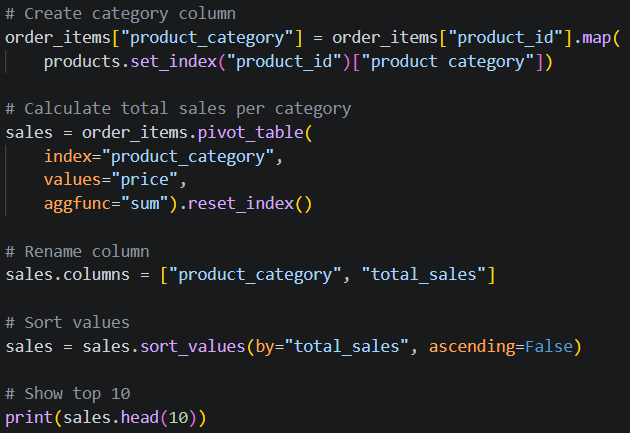 # Create category column
order_items["product_category"] = order_items["product_id"].map(
    products.set_index("product_id")["product category"])

# Calculate total sales per category
sales = order_items.pivot_table(
    index="product_category",
    values="price",
    aggfunc="sum").reset_index()

# Rename column
sales.columns = ["product_category", "total_sales"]

# Sort values
sales = sales.sort_values(by="total_sales", ascending=False)

# Show top 10
print(sales.head(10))